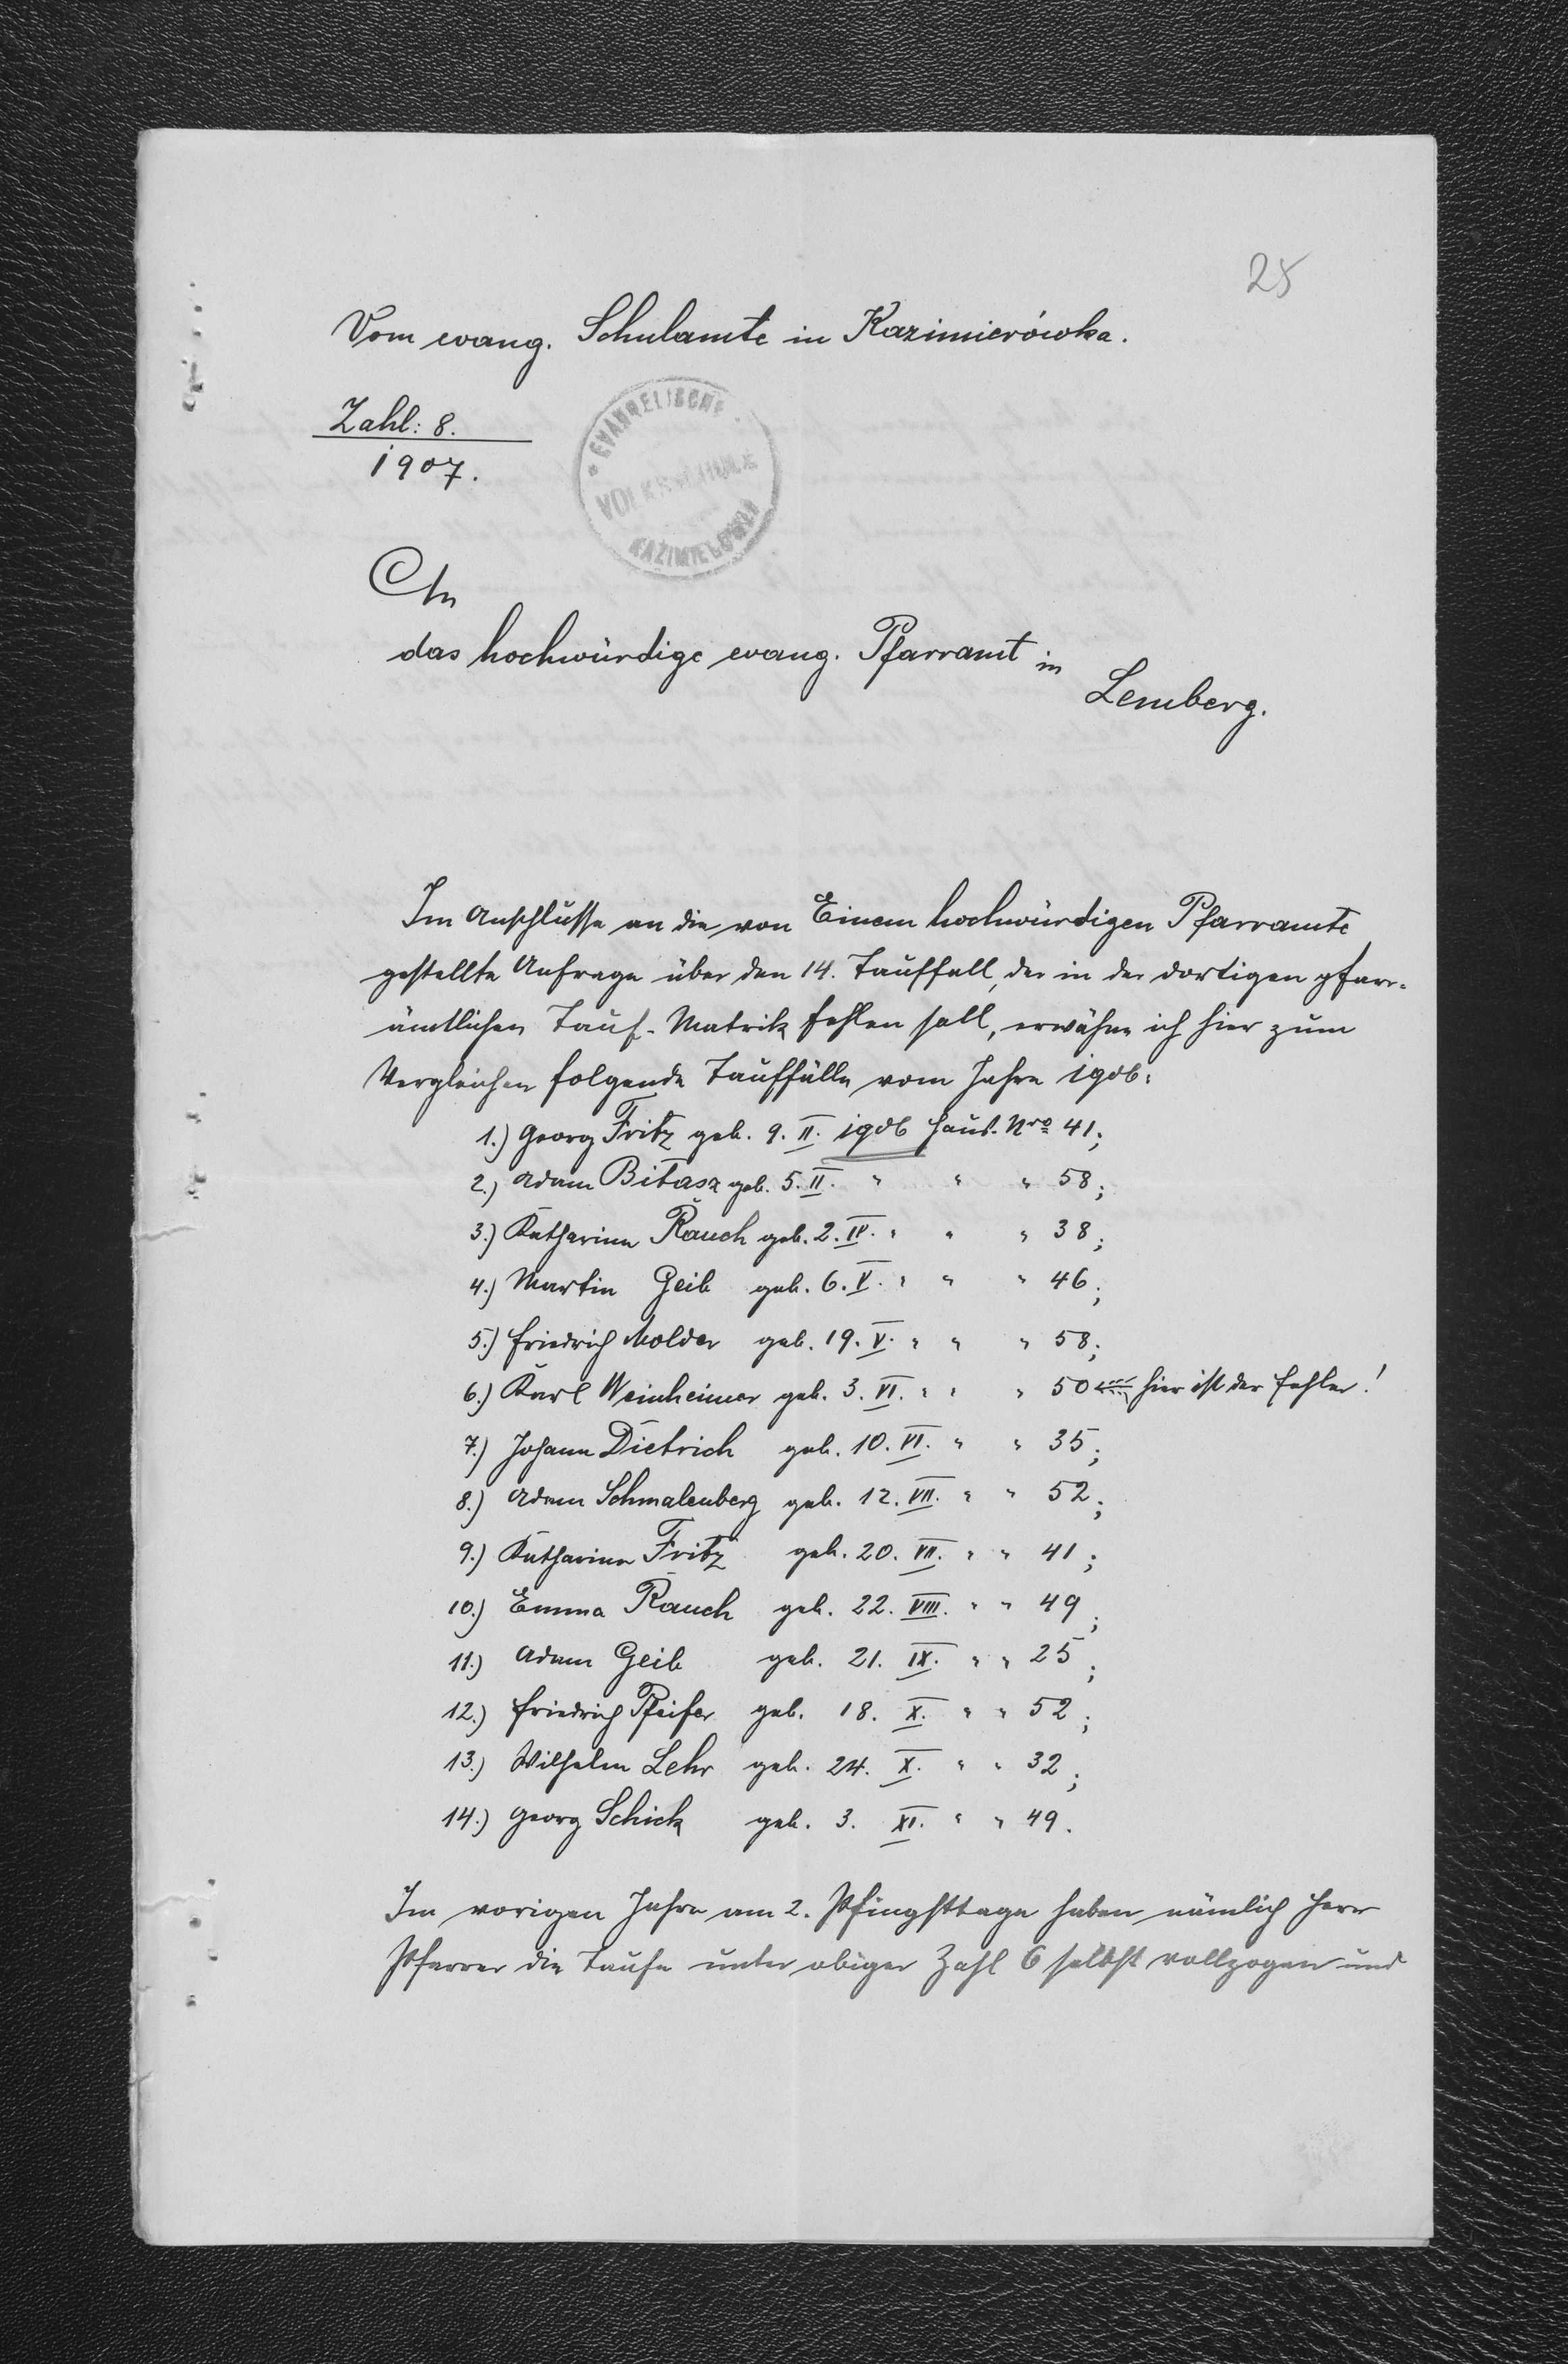 25
Vom evang. Schulamte in Kazimierówka.
Zahl: 8.
1907.
* EVANGELISCHE *
VOLKSSCHULE
KAZIMIERÓWKA
An
das hochwürdige evang. Pfarramt in
Lemberg.
Im Anschlusse an die, von Einem hochwürdigen Pfarramte
gestellte Anfrage über den 14. Tauffall, der in der dortigen pfarr-
ämtlichen Tauf-Matrik fehlen soll, erwähne ich hier zum
Vergleichen folgende Tauffälle vom Jahre 1906:
1.) Georg Fritz geb. 9. II. 1906 Haus-Nro 41;
2.) Adam Bitasz geb. 5. II. " " " 58;
3.) Katharina Rauch geb. 2. IV. " " " 38;
4.) Martin Geib geb. 6. V. " " " 46;
5.) Friedrich Molder geb. 19. V. " " " 58;
6.) Karl Weinheimer geb. 3. VI. " " " 50 hier ist der Fehler!
7.) Johann Dietrich geb. 10. VI. " " 35;
8.) Adam Schmalenberg geb. 12. VII. " " 52;
9.) Katharina Fritz geb. 20. VII. " " 41;
10.) Emma Rauch geb. 22. VIII. " " 49;
11.) Adam Geib geb. 21. IX. " " 25;
12.) Friedrich Pfeifer geb. 18. X. " " 52;
13.) Wilhelm Lehr geb. 24. X. " " 32;
14.) Georg Schick geb. 3. XI. " " 49.
Im vorigen Jahre am 2. Pfingsttage haben nämlich Herr
Pfarrer die Taufe unter obiger Zahl 6 selbst vollzogen und